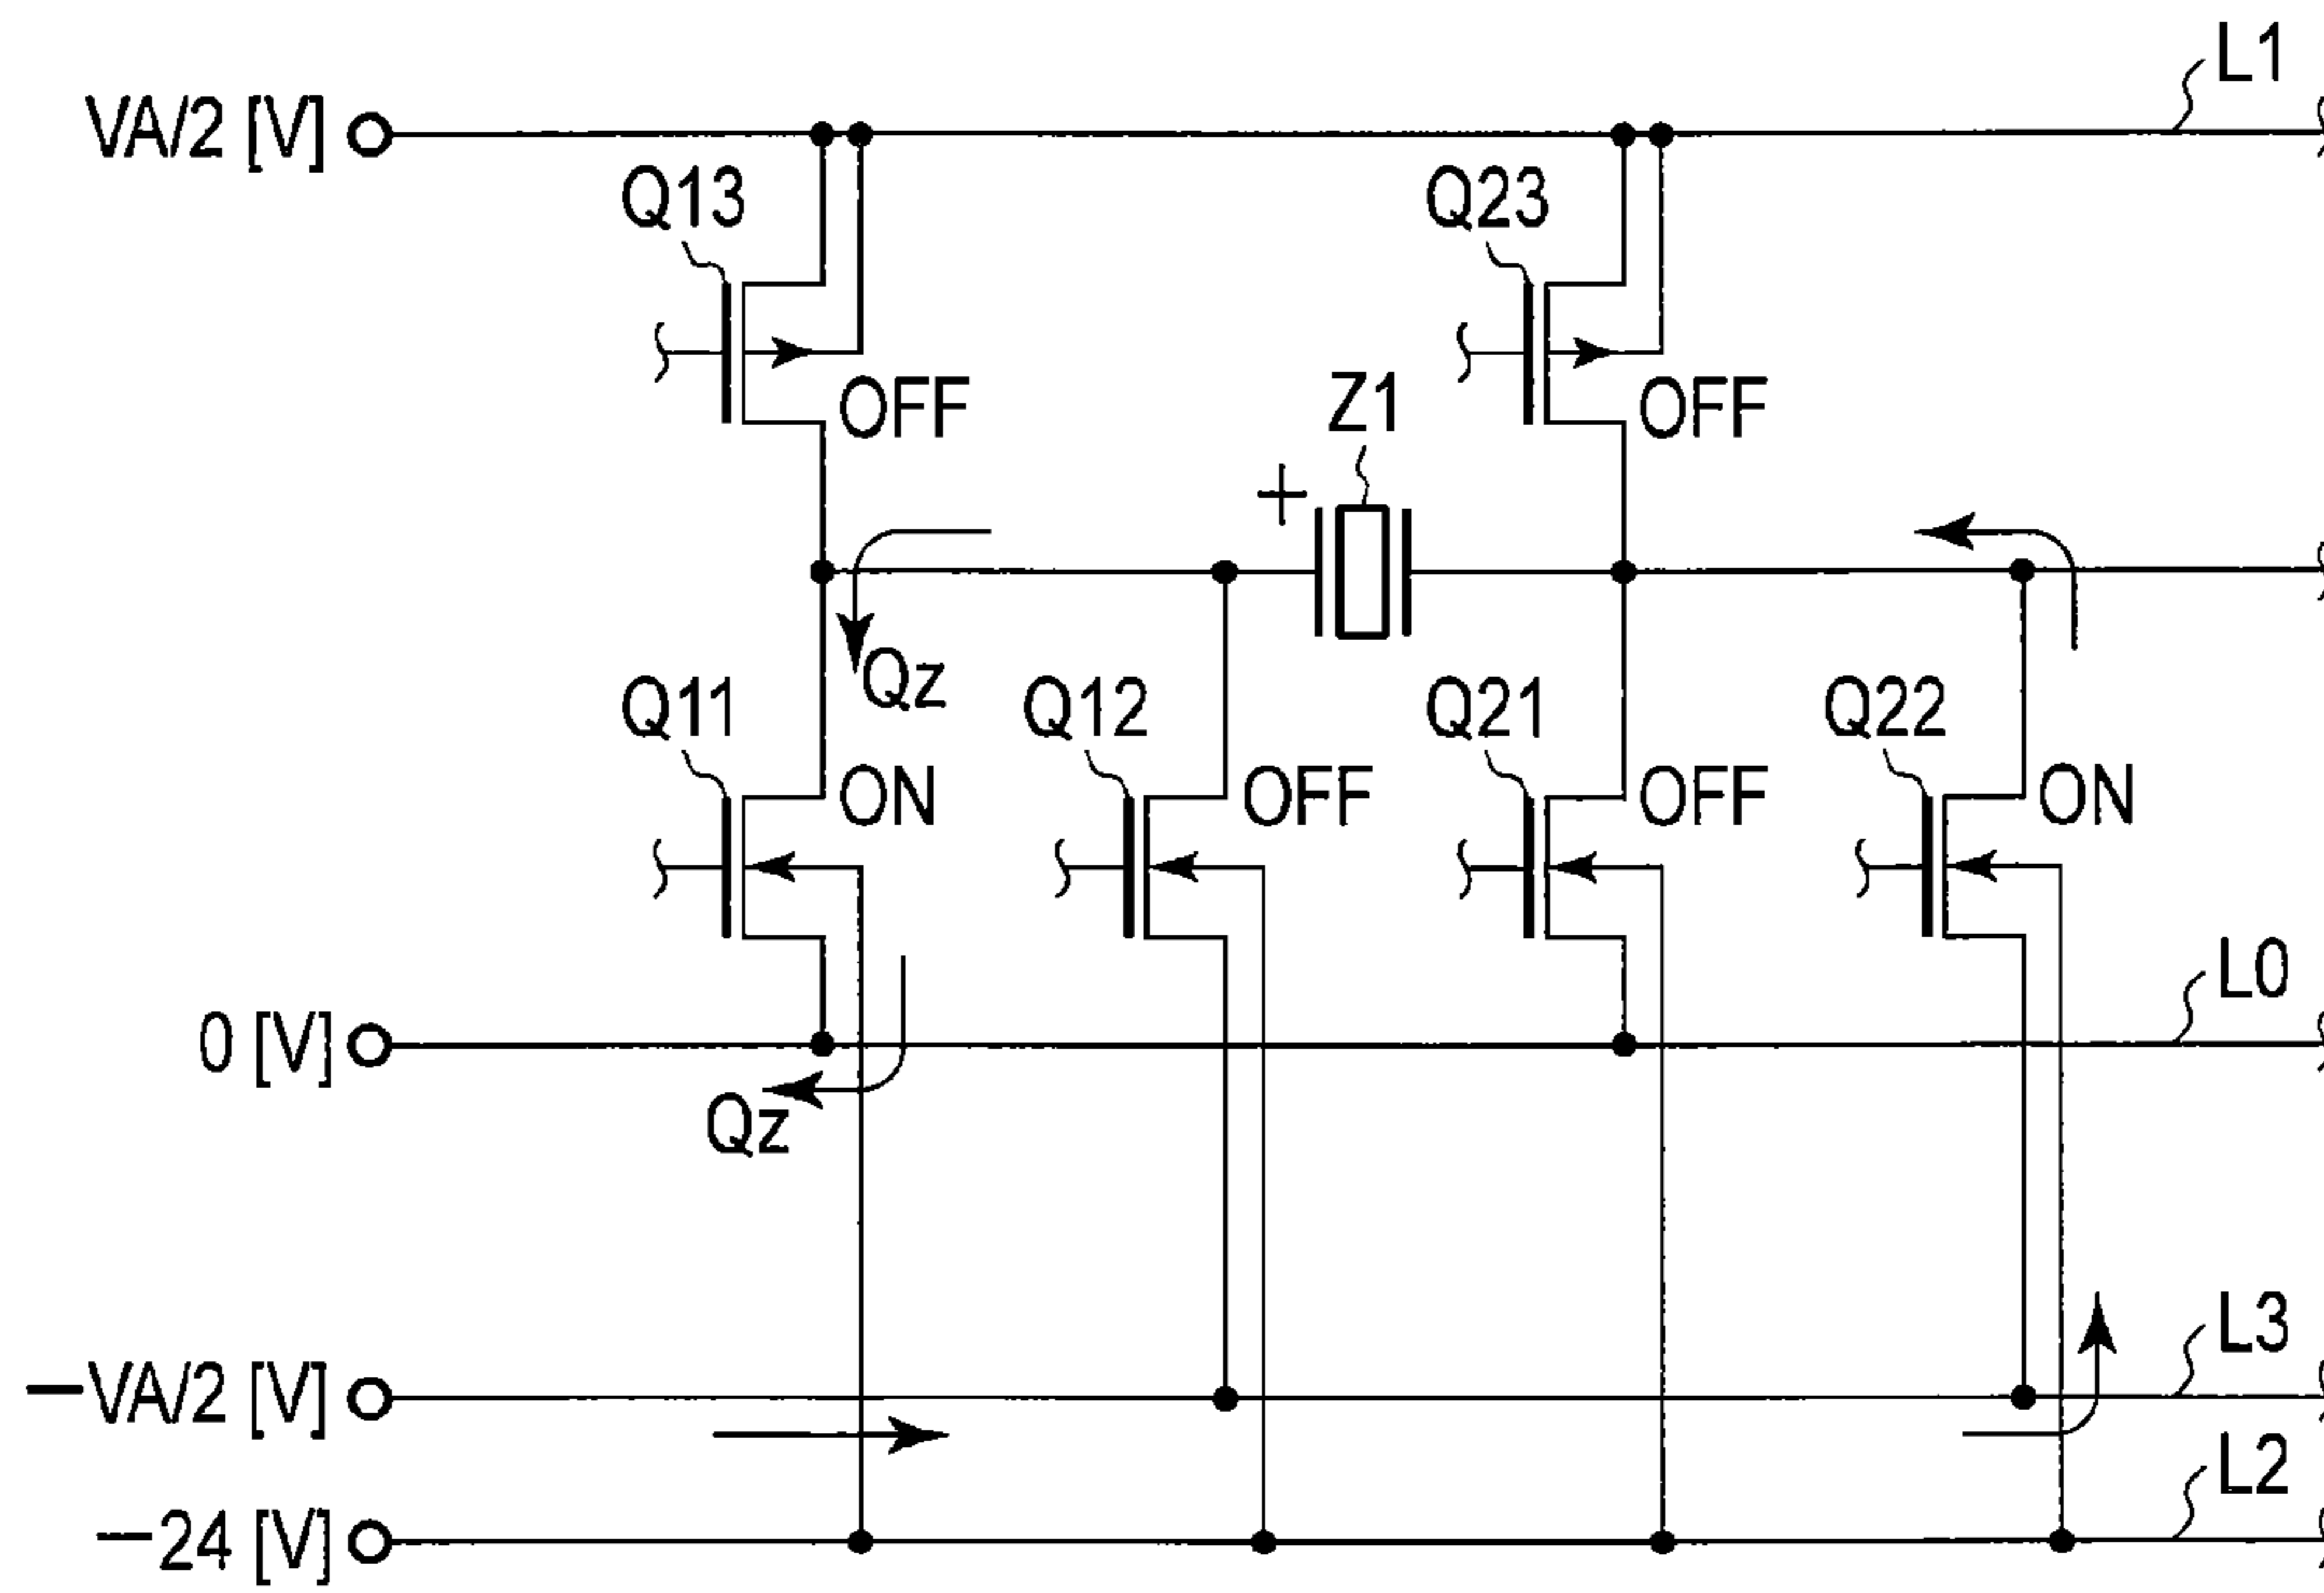 L1
VA/2 [V]
Q13
Q23
OFF
Z1
OFF
+
Qz
Q11
Q12
Q21
Q22
ON
OFF
OFF
ON
L0
0 [V]
Qz
L3
−VA/2 [V]
L2
−24 [V]